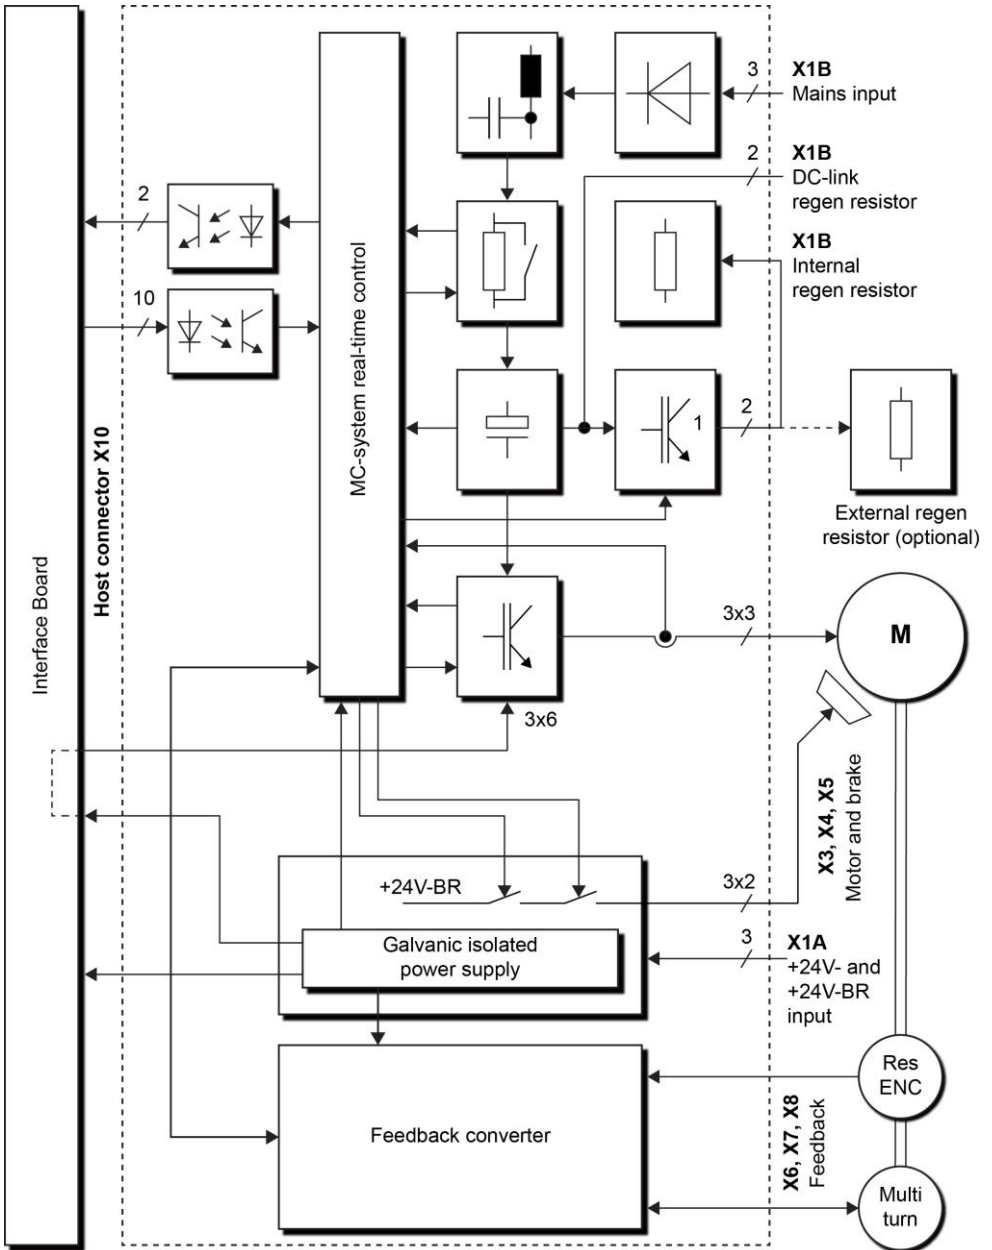 3
X1B
Mains input
2
X1B
DC-link
regen resistor
X1B
Internal
regen resistor
2
10
MC-system real-time control
Host connector X10
Interface Board
1
2
External regen
resistor (optional)
3x3
M
3x6
X3, X4, X5
Motor and brake
+24V-BR
3x2
Galvanic isolated
power supply
3
X1A
+24V- and
+24V-BR
input
Feedback converter
Res
ENC
X6, X7, X8
Feedback
Multi
turn